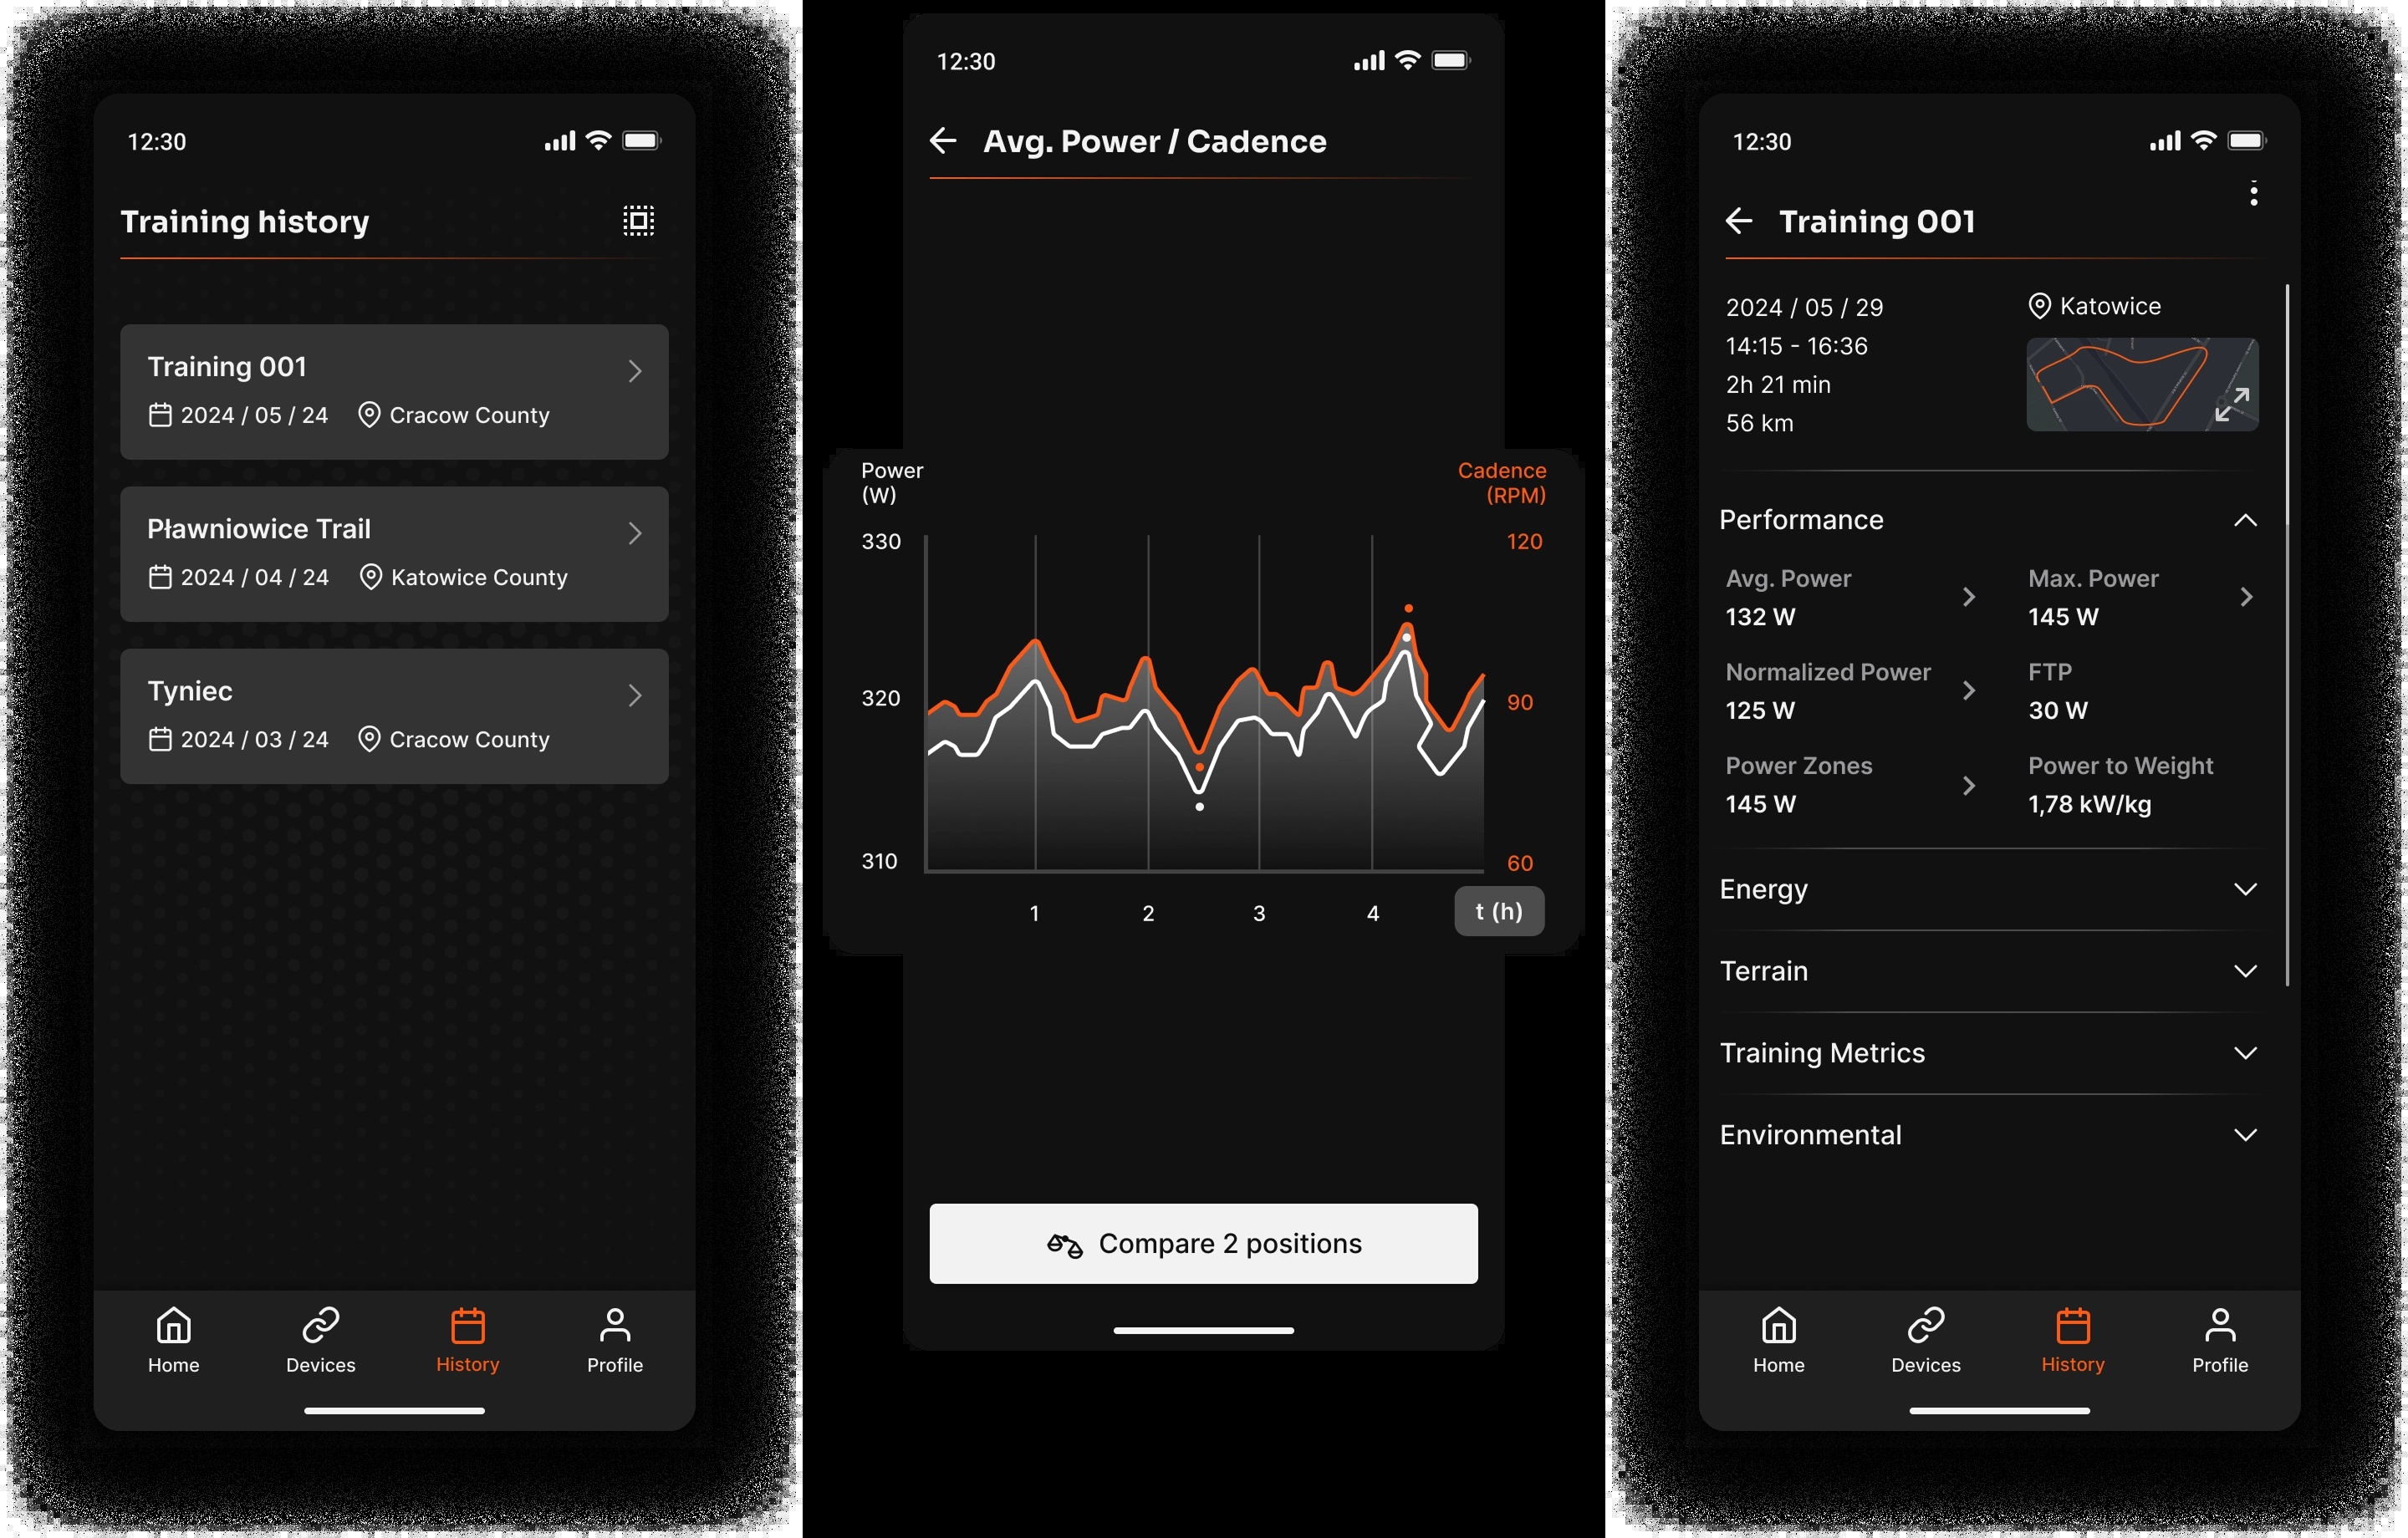 12:30
Training history
Training 001
2024 / 05 / 24 Cracow County
Pławniowice Trail
2024 / 04 / 24 Katowice County
Tyniec
2024 / 03 / 24 Cracow County
Home Devices History Profile
12:30
Avg. Power / Cadence
Power
(W)
Cadence
(RPM)
330 120
320 90
310 60
1 2 3 4 t (h)
Compare 2 positions
12:30
Training 001
2024 / 05 / 29
14:15 - 16:36
2h 21 min
56 km
Katowice
Performance
Avg. Power Max. Power
132 W 145 W
Normalized Power FTP
125 W 30 W
Power Zones Power to Weight
145 W 1,78 kW/kg
Energy
Terrain
Training Metrics
Environmental
Home Devices History Profile